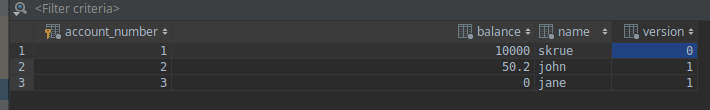 <Filter criteria>
account_number balance name version
1 1 10000 skrue 0
2 2 50.2 john 1
3 3 0 jane 1